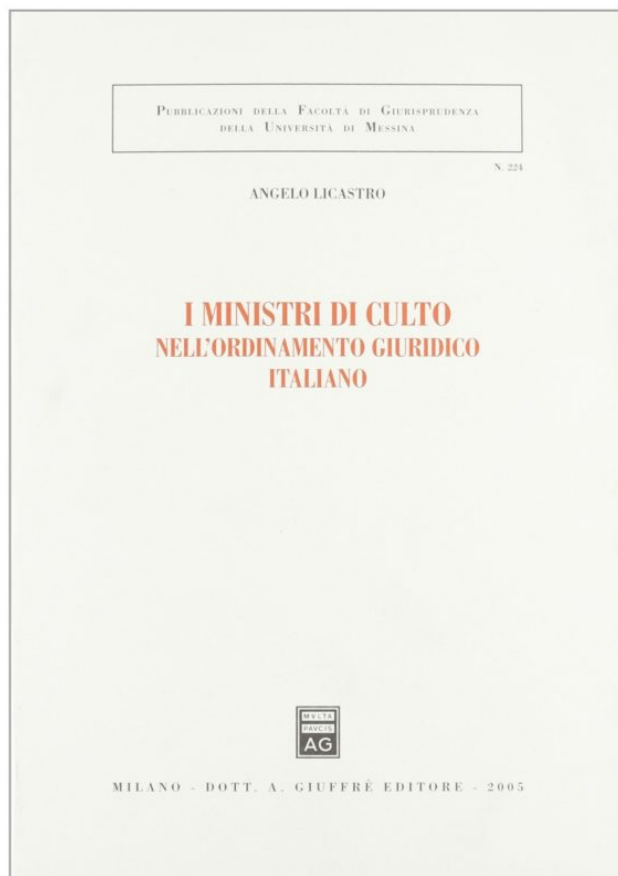 PUBBLICAZIONI DELLA FACOLTÀ DI GIURISPRUDENZA
DELLA UNIVERSITÀ DI MESSINA
N. 224
ANGELO LICASTRO
I MINISTRI DI CULTO
NELL'ORDINAMENTO GIURIDICO
ITALIANO
MVLTA
PAVCIS
AG
MILANO - DOTT. A. GIUFFRÈ EDITORE - 2005